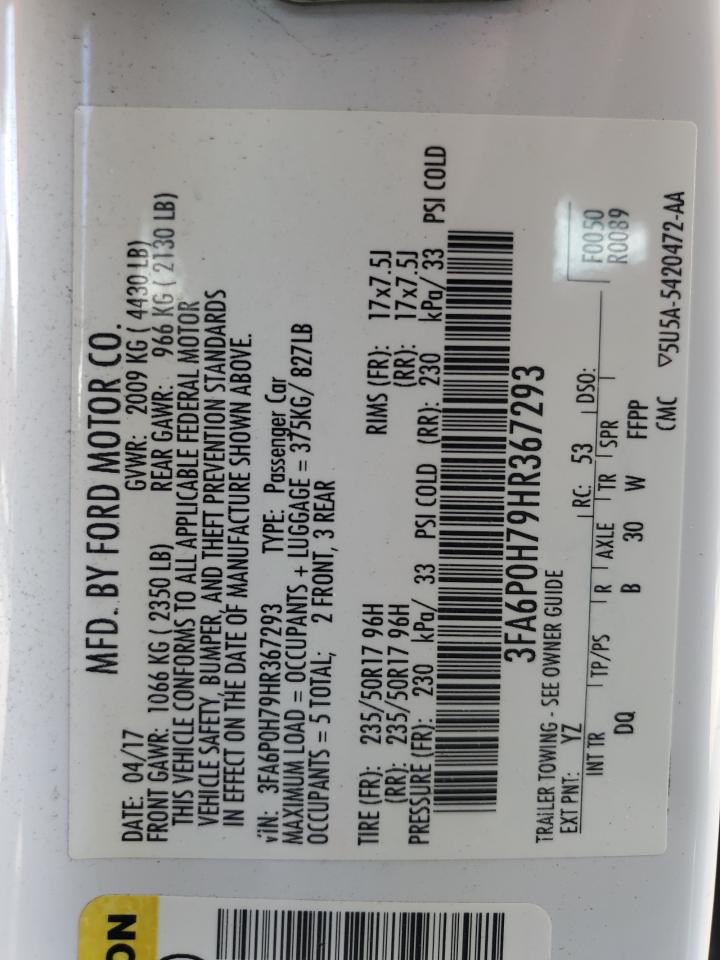 MFD. BY FORD MOTOR CO.
DATE: 04/17 GVWR: 2009 KG ( 4430 LB)
FRONT GAWR: 1066 KG ( 2350 LB) REAR GAWR: 966 KG ( 2130 LB)
THIS VEHICLE CONFORMS TO ALL APPLICABLE FEDERAL MOTOR
VEHICLE SAFETY, BUMPER, AND THEFT PREVENTION STANDARDS
IN EFFECT ON THE DATE OF MANUFACTURE SHOWN ABOVE.
VIN: 3FA6P0H79HR367293 TYPE: Passenger Car
MAXIMUM LOAD = OCCUPANTS + LUGGAGE = 375KG/ 827LB
OCCUPANTS = 5 TOTAL; 2 FRONT, 3 REAR
TIRE (FR): 235/50R17 96H RIMS (FR): 17x7.5J
(RR): 235/50R17 96H (RR): 17x7.5J
PRESSURE (FR): 230 kPa/ 33 PSI COLD (RR): 230 kPa/ 33 PSI COLD
3FA6P0H79HR367293
TRAILER TOWING - SEE OWNER GUIDE
EXT PNT: YZ RC: 53 DSO: F0050
R0089
INT TR TP/PS R AXLE TR SPR
DQ B 30 W FFPP
CMC ▽5U5A-5420472-AA
ON